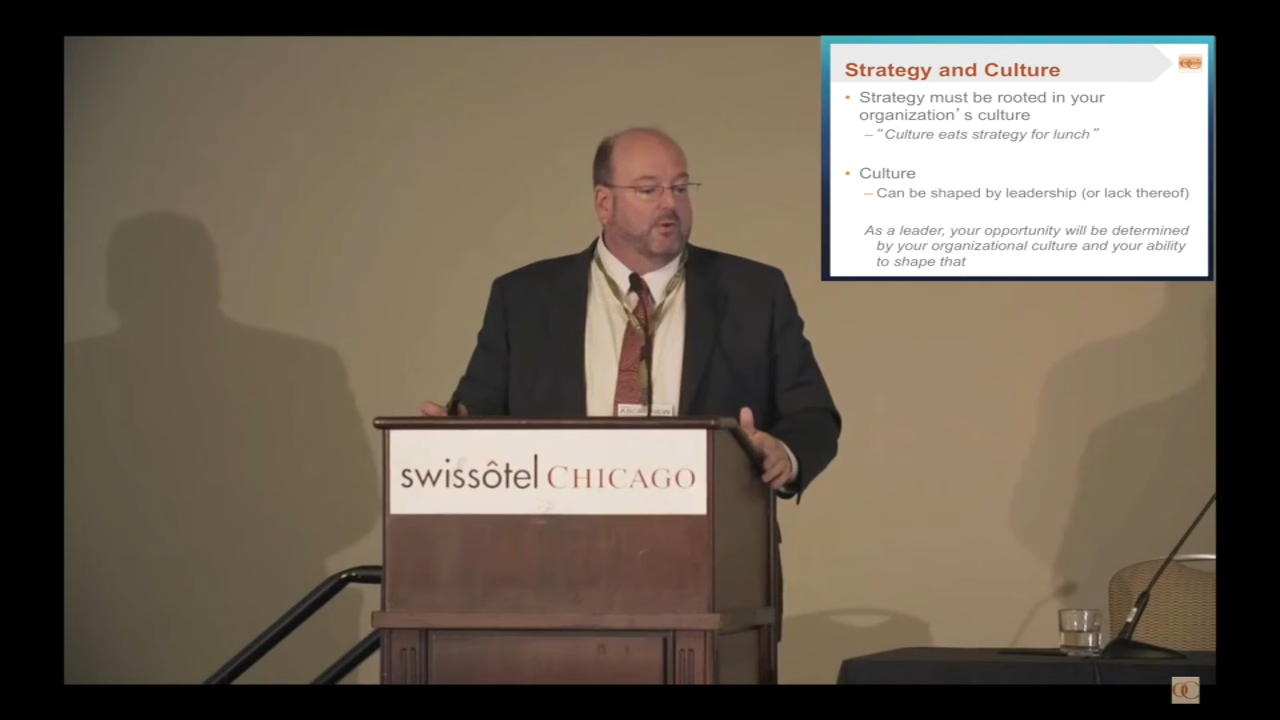 Strategy and Culture
• Strategy must be rooted in your
organization’s culture
– “Culture eats strategy for lunch”
• Culture
– Can be shaped by leadership (or lack thereof)
As a leader, your opportunity will be determined
by your organizational culture and your ability
to shape that
swissôtel CHICAGO
OC